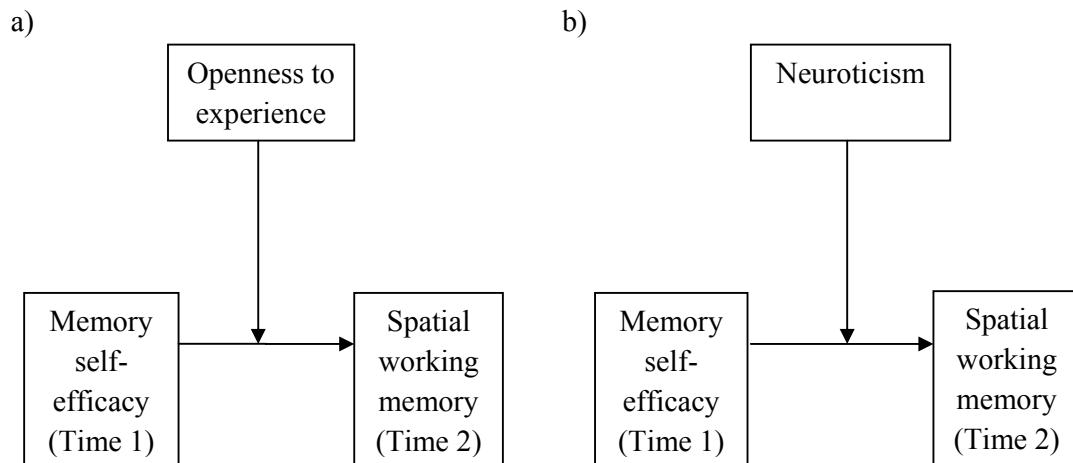 a)
Openness to
experience
Memory
self-
efficacy
(Time 1)
Spatial
working
memory
(Time 2)
b)
Neuroticism
Memory
self-
efficacy
(Time 1)
Spatial
working
memory
(Time 2)